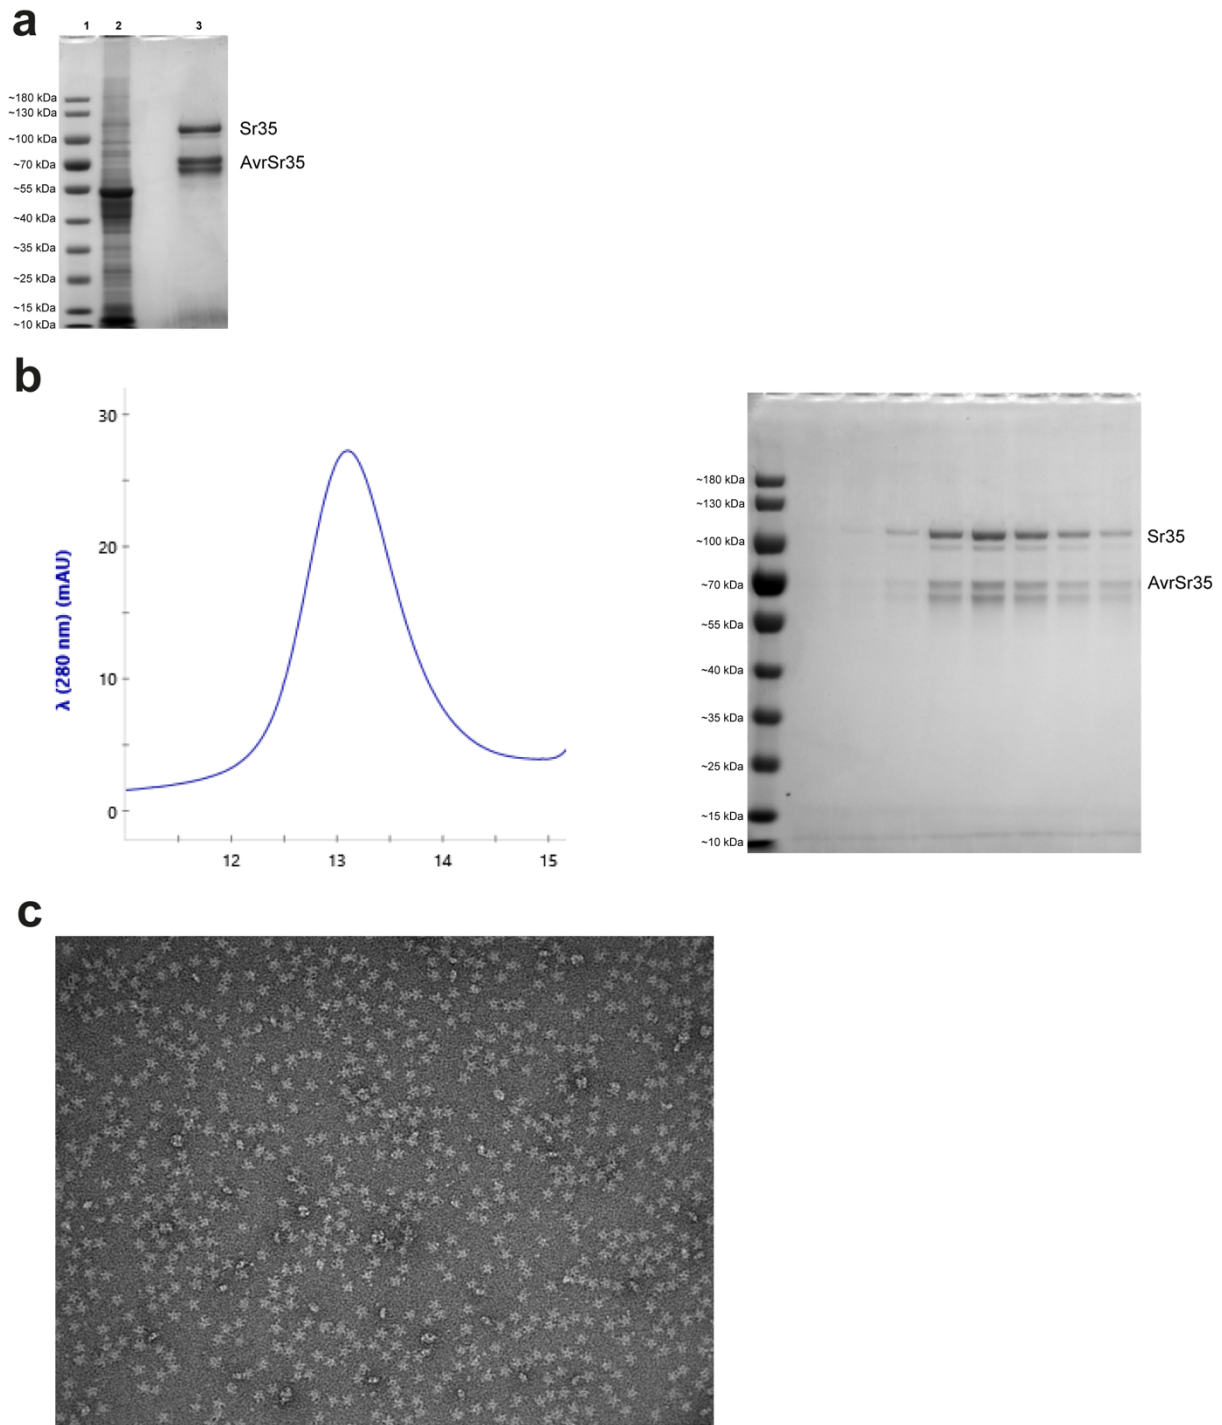 a
1 2 3
~180 kDa
~130 kDa
~100 kDa
~70 kDa
~55 kDa
~40 kDa
~35 kDa
~25 kDa
~15 kDa
~10 kDa
Sr35
AvrSr35
b
λ (280 nm) (mAU)
30
20
10
0
12 13 14 15
~180 kDa
~130 kDa
~100 kDa
~70 kDa
~55 kDa
~40 kDa
~35 kDa
~25 kDa
~15 kDa
~10 kDa
Sr35
AvrSr35
c